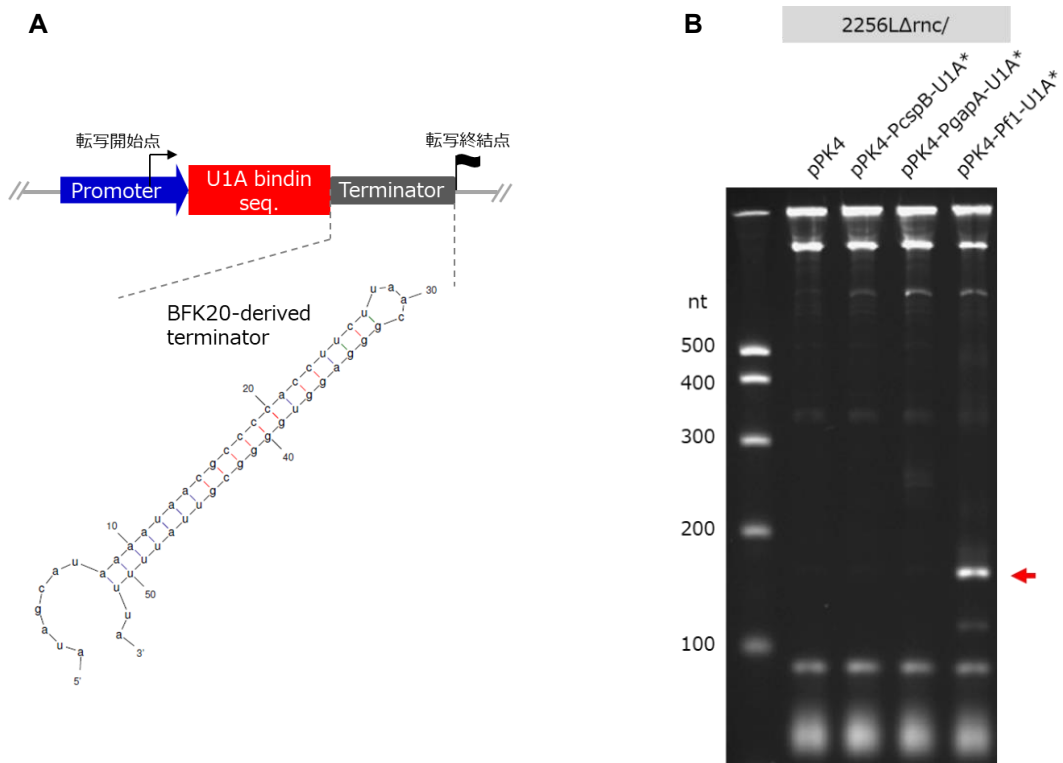 A
B
2256LΔrnc/
pPK4
pPK4-PcspB-U1A*
pPK4-PgapA-U1A*
pPK4-Pf1-U1A*
転写開始点
転写終結点
Promoter
U1A bindin
seq.
Terminator
BFK20-derived
terminator
5'
a
u
a
g
c
a
u
a
a
a
a
u
a
a
c
g
c
c
c
c
a
c
c
u
u
c
u
u
a
a
c
g
g
g
a
g
g
u
g
g
g
g
c
g
u
u
a
u
u
u
u
u
a
3'
10
20
30
40
50
nt
500
400
300
200
100